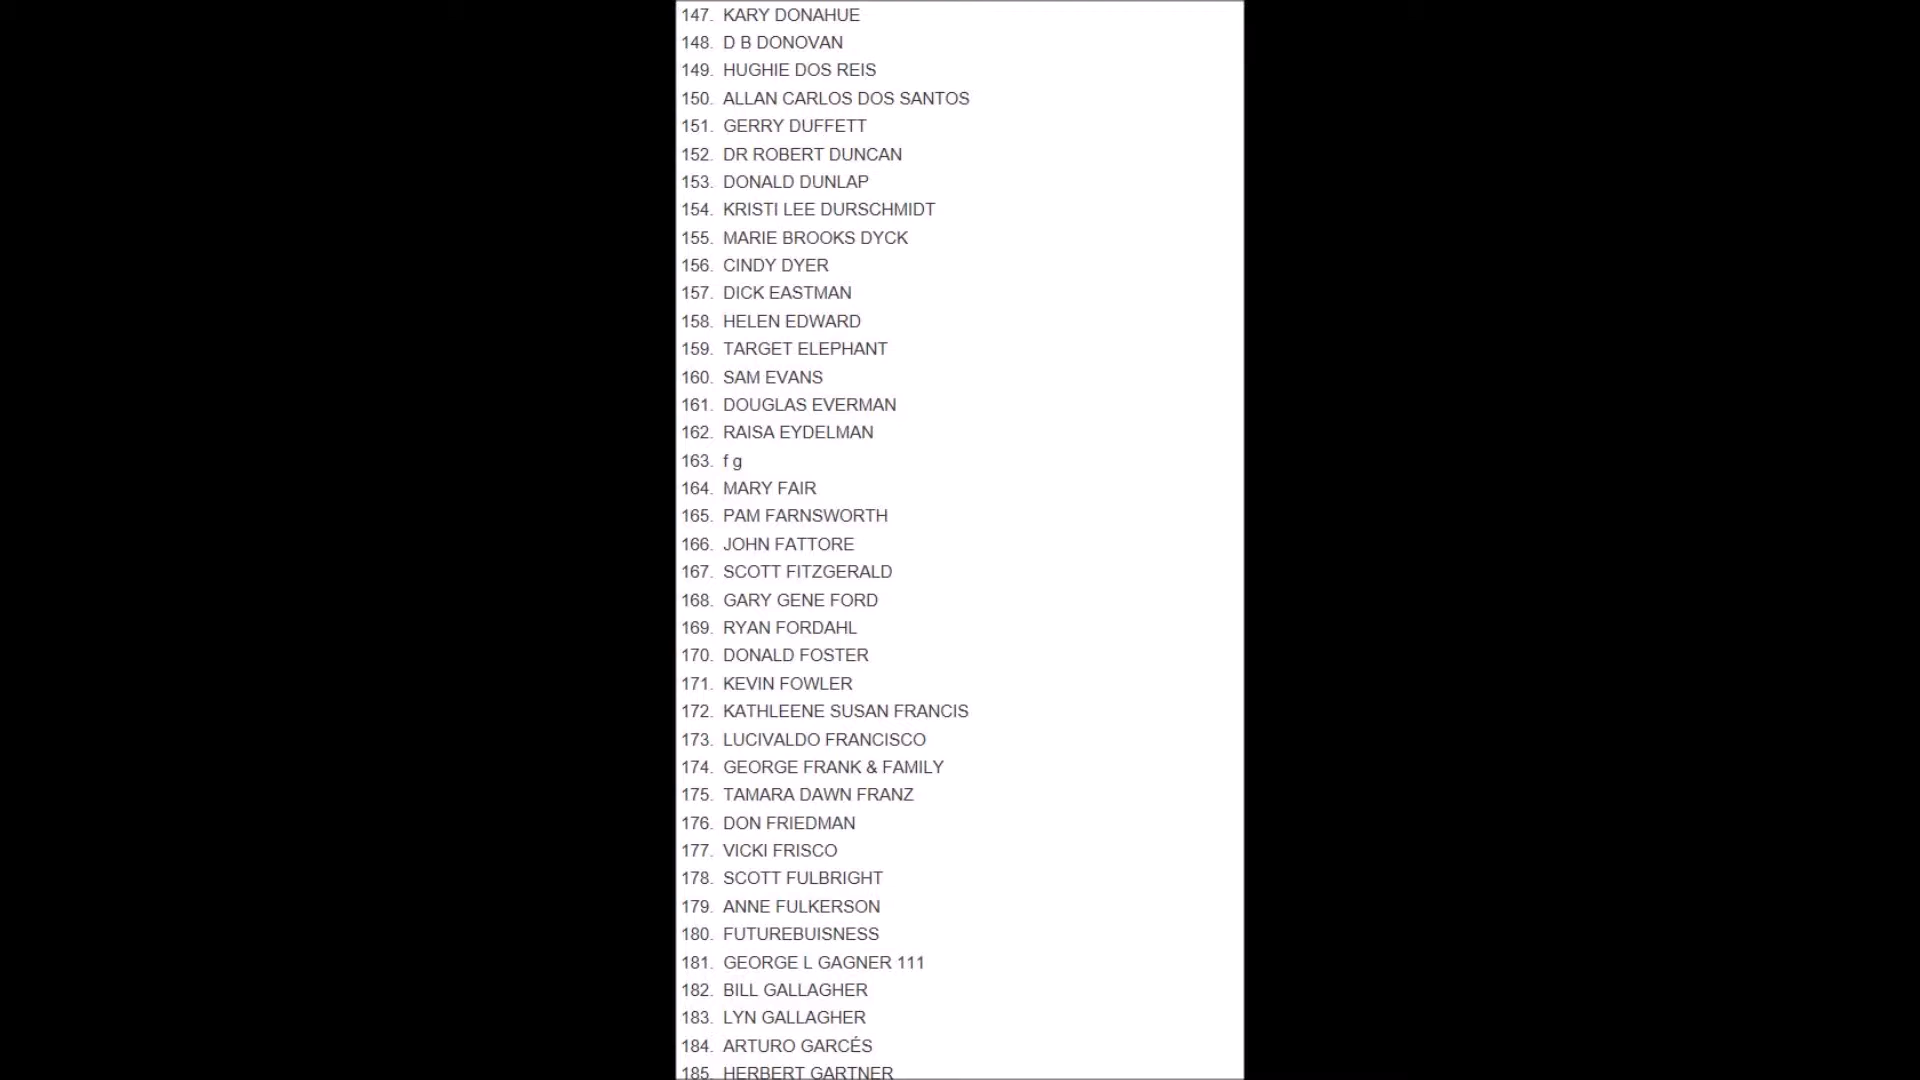 147. KARY DONAHUE
148. D B DONOVAN
149. HUGHIE DOS REIS
150. ALLAN CARLOS DOS SANTOS
151. GERRY DUFFETT
152. DR ROBERT DUNCAN
153. DONALD DUNLAP
154. KRISTI LEE DURSCHMIDT
155. MARIE BROOKS DYCK
156. CINDY DYER
157. DICK EASTMAN
158. HELEN EDWARD
159. TARGET ELEPHANT
160. SAM EVANS
161. DOUGLAS EVERMAN
162. RAISA EYDELMAN
163. f g
164. MARY FAIR
165. PAM FARNSWORTH
166. JOHN FATTORE
167. SCOTT FITZGERALD
168. GARY GENE FORD
169. RYAN FORDAHL
170. DONALD FOSTER
171. KEVIN FOWLER
172. KATHLEENE SUSAN FRANCIS
173. LUCIVALDO FRANCISCO
174. GEORGE FRANK & FAMILY
175. TAMARA DAWN FRANZ
176. DON FRIEDMAN
177. VICKI FRISCO
178. SCOTT FULBRIGHT
179. ANNE FULKERSON
180. FUTUREBUISNESS
181. GEORGE L GAGNER 111
182. BILL GALLAGHER
183. LYN GALLAGHER
184. ARTURO GARCÉS
185. HERBERT GARTNER